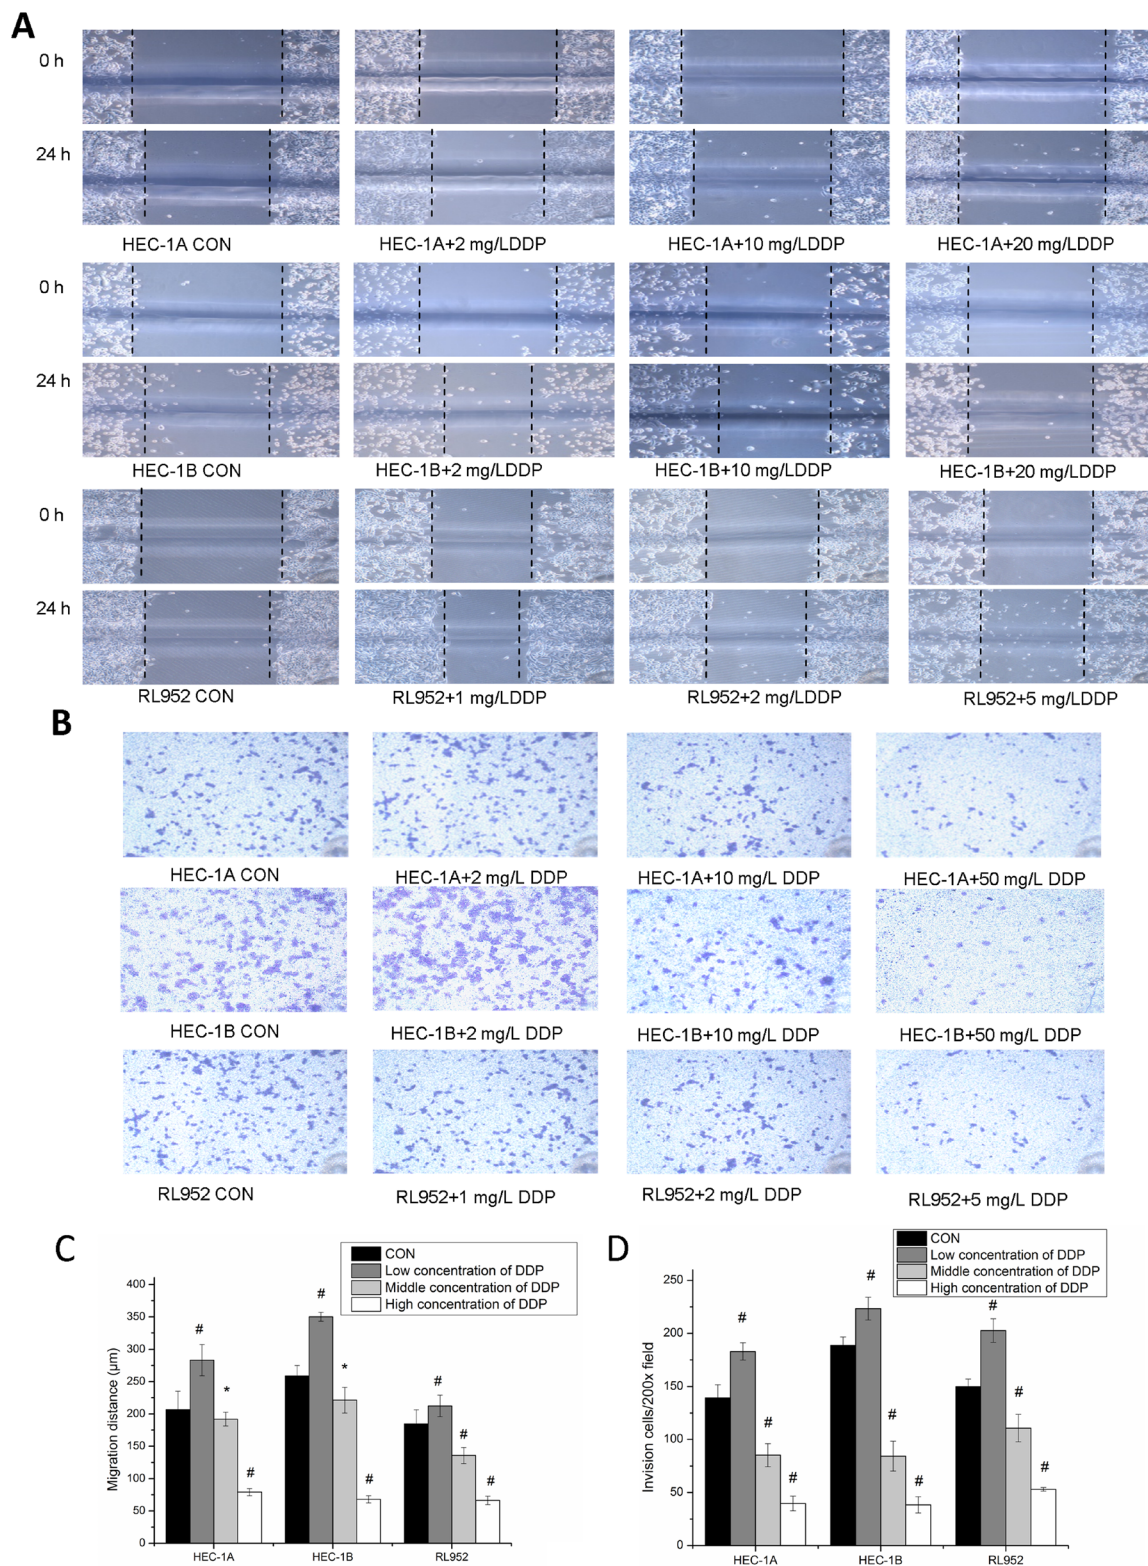 A
0 h
24 h
HEC-1A CON
HEC-1A+2 mg/LDDP
HEC-1A+10 mg/LDDP
HEC-1A+20 mg/LDDP
0 h
24 h
HEC-1B CON
HEC-1B+2 mg/LDDP
HEC-1B+10 mg/LDDP
HEC-1B+20 mg/LDDP
0 h
24 h
RL952 CON
RL952+1 mg/LDDP
RL952+2 mg/LDDP
RL952+5 mg/LDDP
B
HEC-1A CON
HEC-1A+2 mg/L DDP
HEC-1A+10 mg/L DDP
HEC-1A+50 mg/L DDP
HEC-1B CON
HEC-1B+2 mg/L DDP
HEC-1B+10 mg/L DDP
HEC-1B+50 mg/L DDP
RL952 CON
RL952+1 mg/L DDP
RL952+2 mg/L DDP
RL952+5 mg/L DDP
C
CON
Low concentration of DDP
Middle concentration of DDP
High concentration of DDP
Migration distance (µm)
400
350
300
250
200
150
100
50
0
# * #
# * #
# # #
HEC-1A
HEC-1B
RL952
D
CON
Low concentration of DDP
Middle concentration of DDP
High concentration of DDP
Invision cells/200x field
250
200
150
100
50
0
# # #
# # #
# # #
HEC-1A
HEC-1B
RL952